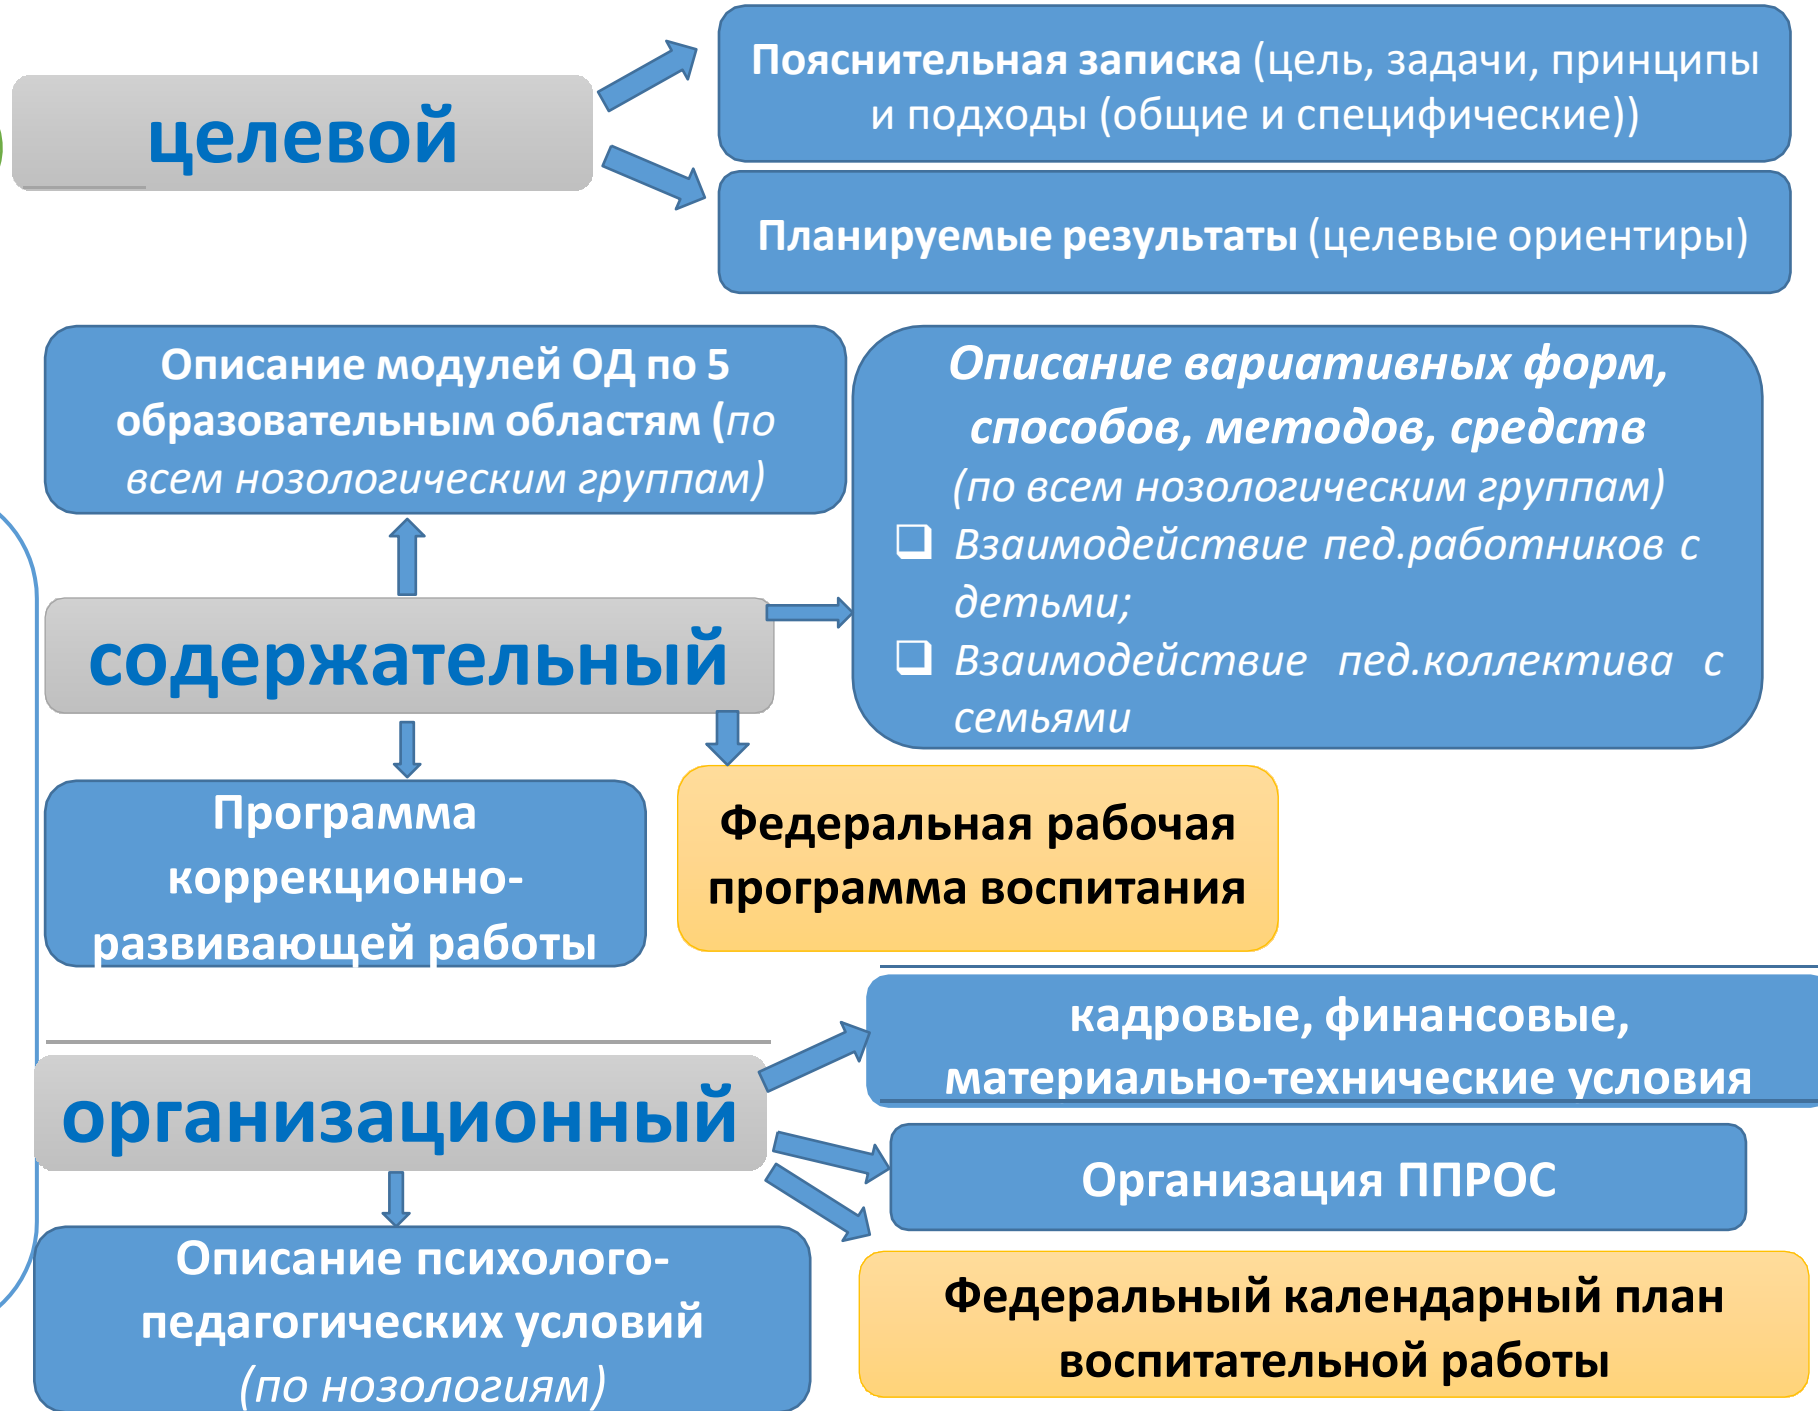 целевой
Пояснительная записка (цель, задачи, принципы
и подходы (общие и специфические))
Планируемые результаты (целевые ориентиры)
Описание модулей ОД по 5
образовательным областям (по
всем нозологическим группам)
Описание вариативных форм,
способов, методов, средств
(по всем нозологическим группам)
❑ Взаимодействие пед.работников с
детьми;
❑ Взаимодействие пед.коллектива с
семьями
содержательный
Программа
коррекционно-
развивающей работы
Федеральная рабочая
программа воспитания
кадровые, финансовые,
материально-технические условия
организационный
Организация ППРОС
Описание психолого-
педагогических условий
(по нозологиям)
Федеральный календарный план
воспитательной работы